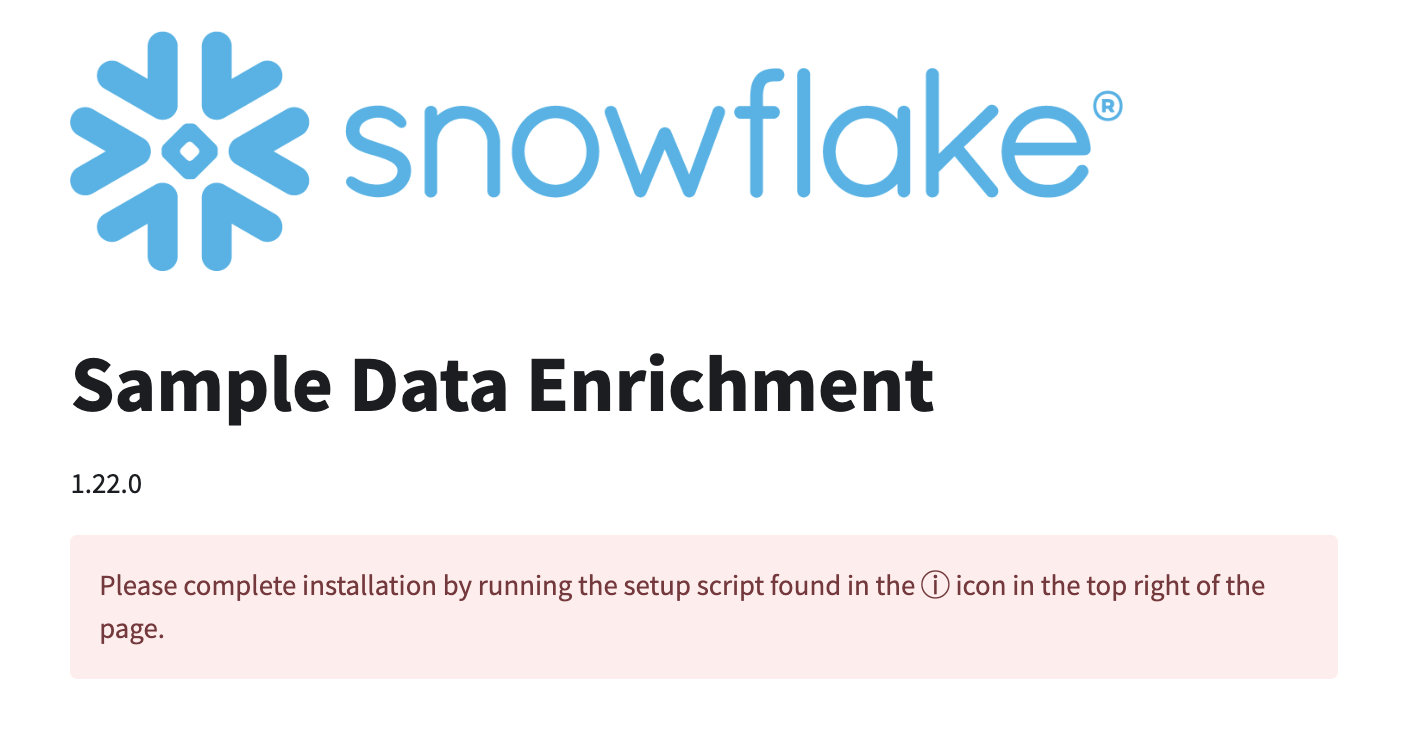 snowflake®
Sample Data Enrichment
1.22.0
Please complete installation by running the setup script found in the ⓘ icon in the top right of the
page.